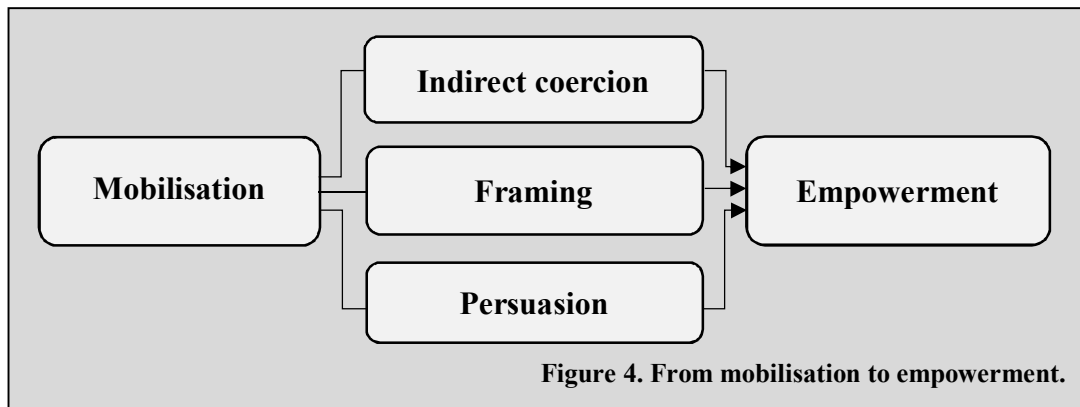 Indirect coercion
Mobilisation
Framing
Empowerment
Persuasion
Figure 4. From mobilisation to empowerment.